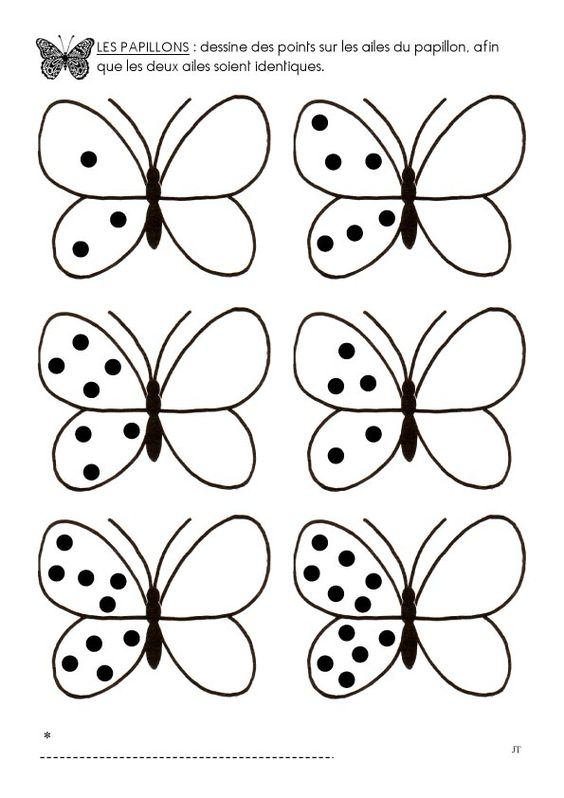 LES PAPILLONS : dessine des points sur les ailes du papillon, afin
que les deux ailes soient identiques.
*
JT